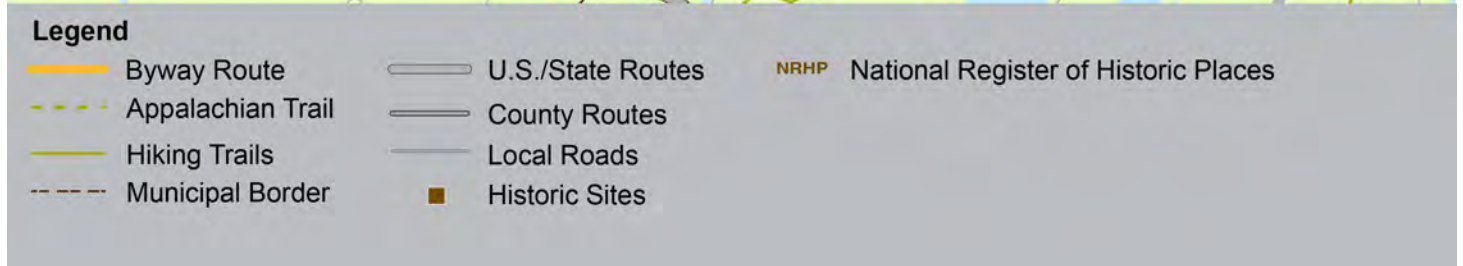 Legend
Byway Route
Appalachian Trail
Hiking Trails
Municipal Border
U.S./State Routes
County Routes
Local Roads
Historic Sites
NRHP National Register of Historic Places